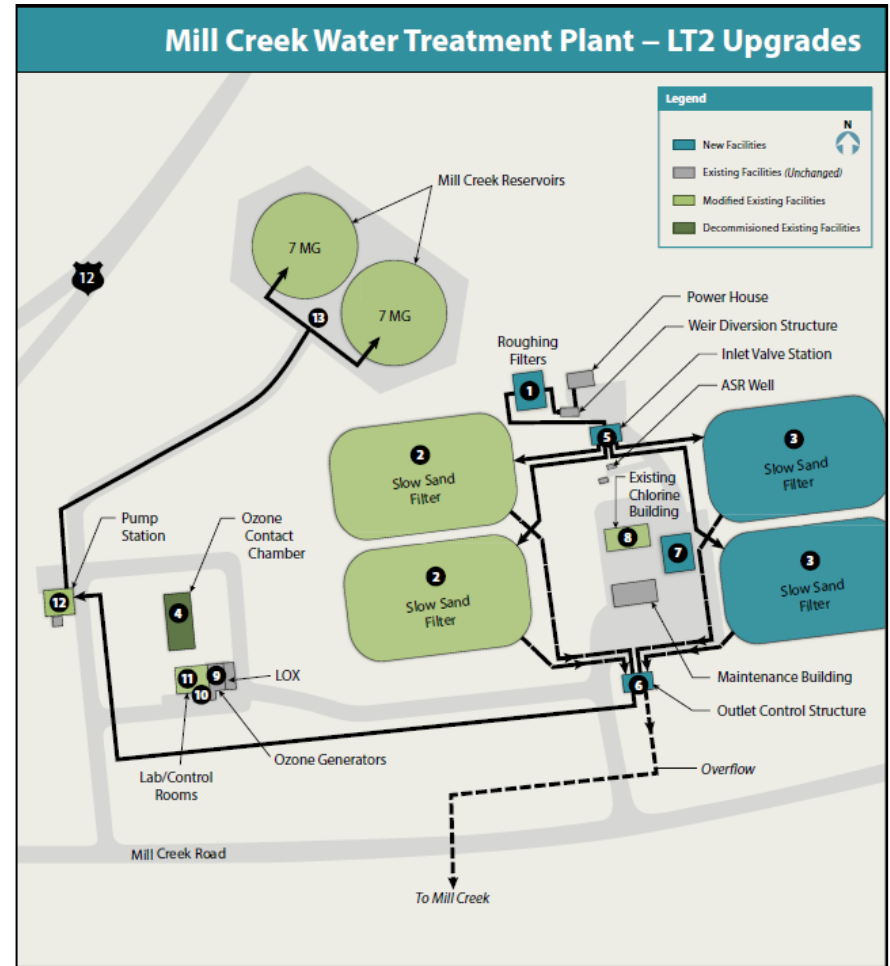 Mill Creek Water Treatment Plant – LT2 Upgrades
Legend
N
New Facilities
Existing Facilities (Unchanged)
Modified Existing Facilities
Decommisioned Existing Facilities
Mill Creek Reservoirs
7 MG
7 MG
12
13
Power House
Weir Diversion Structure
Roughing
Filters
Inlet Valve Station
1
ASR Well
5
2
Slow Sand
Filter
3
Slow Sand
Filter
Existing
Chlorine
Building
8
7
Pump
Station
Ozone
Contact
Chamber
2
Slow Sand
Filter
3
Slow Sand
Filter
12
4
11
9
10
LOX
6
Maintenance Building
Outlet Control Structure
Ozone Generators
Lab/Control
Rooms
Overflow
Mill Creek Road
To Mill Creek